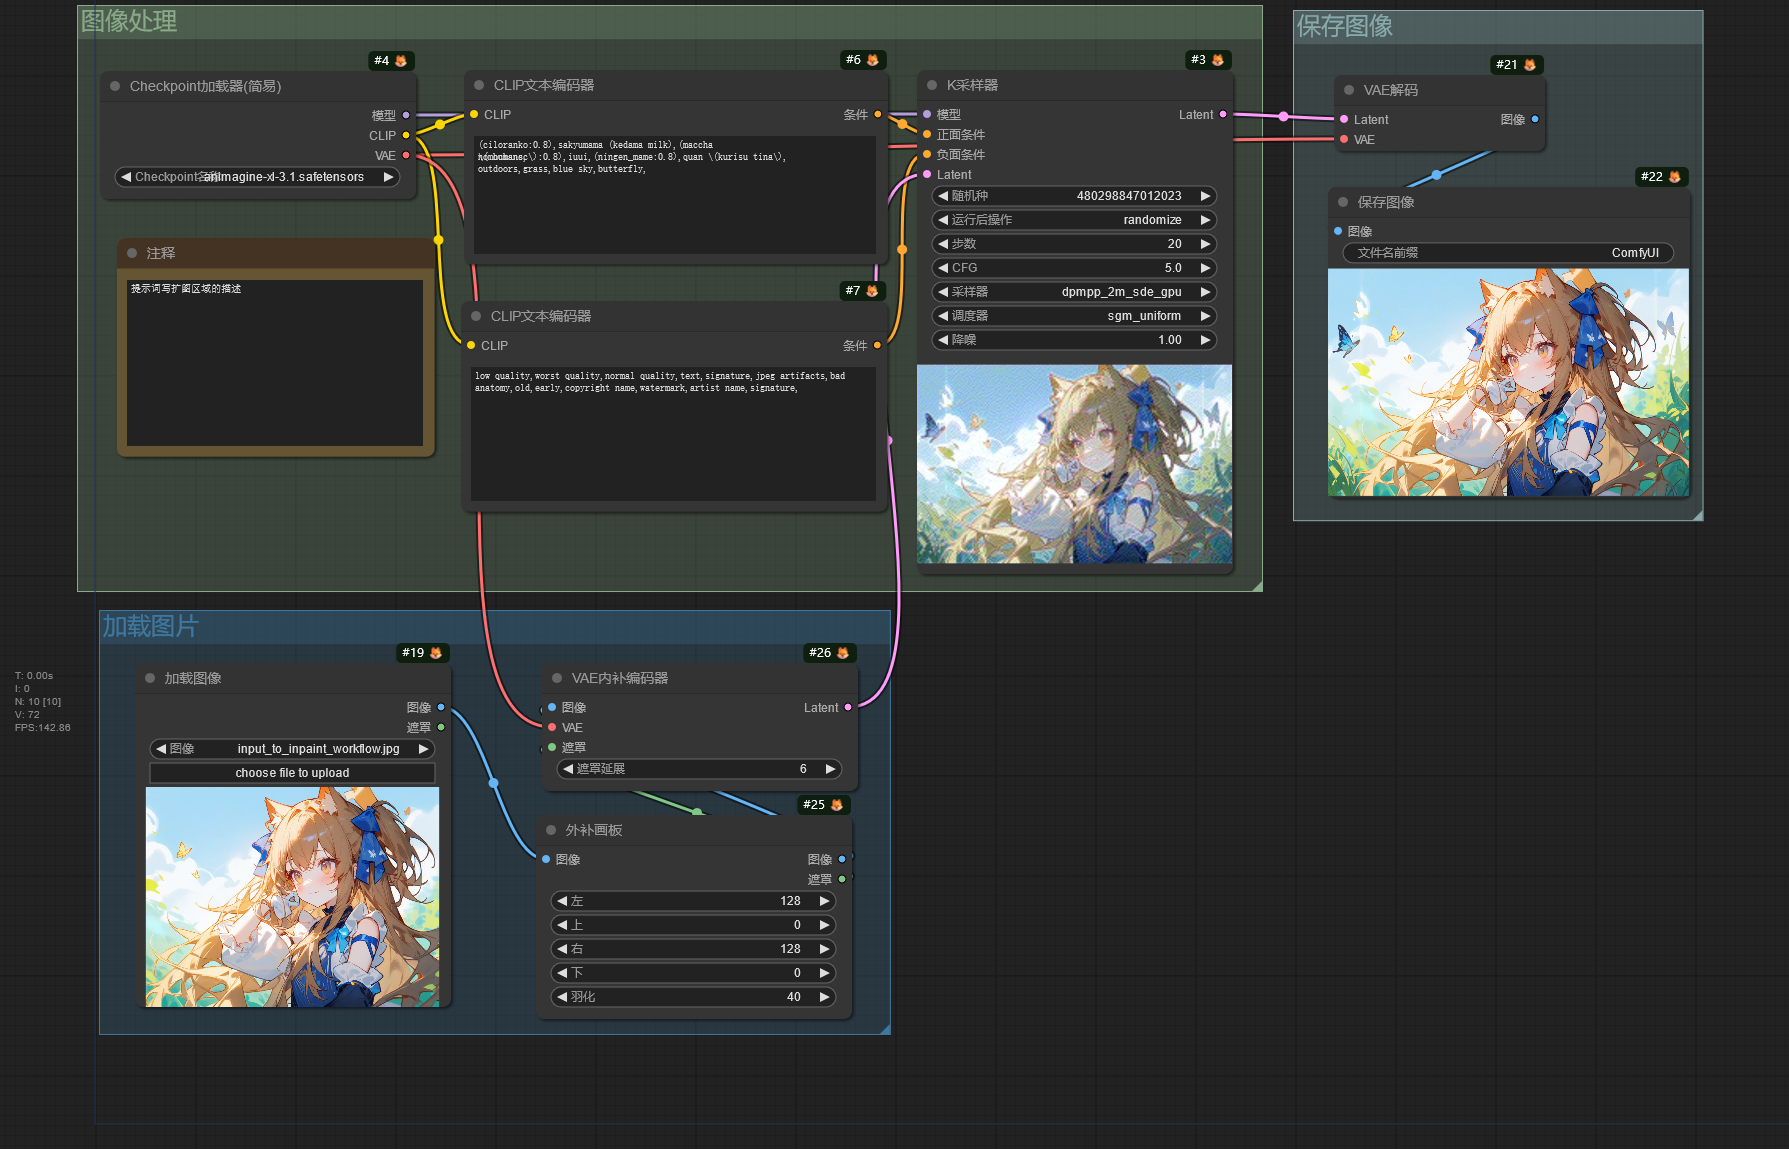 图像处理
#4
Checkpoint加载器(简易)
模型
CLIP
VAE
animagine-xl-3.1.safetensors
注释
提示词写扩图区域的描述
#6
CLIP文本编码器
CLIP
条件
(ciloranko:0.8),sakyumama (kedama milk),(maccha
\):0.8),iuui,(ningen_mame:0.8),quan \(kurisu tina\),
outdoors,grass,blue sky,butterfly,
#7
CLIP文本编码器
CLIP
条件
low quality,worst quality,normal quality,text,signature,jpeg artifacts,bad
anatomy,old,early,copyright name,watermark,artist name,signature,
#3
K采样器
模型
Latent
正面条件
负面条件
Latent
随机种 480298847012023
运行后操作 randomize
步数 20
CFG 5.0
采样器 dpmpp_2m_sde_gpu
调度器 sgm_uniform
降噪 1.00
保存图像
#21
VAE解码
Latent
图像
VAE
#22
保存图像
图像
文件名前缀 ComfyUI
加载图片
#19
加载图像
图像
遮罩
图像 input_to_inpaint_workflow.jpg
choose file to upload
#26
VAE内补编码器
图像
Latent
VAE
遮罩
遮罩延展 6
#25
外补画板
图像
图像
遮罩
左 128
上 0
右 128
下 0
羽化 40
T: 0.00s
I: 0
N: 10 [10]
V: 72
FPS:142.86